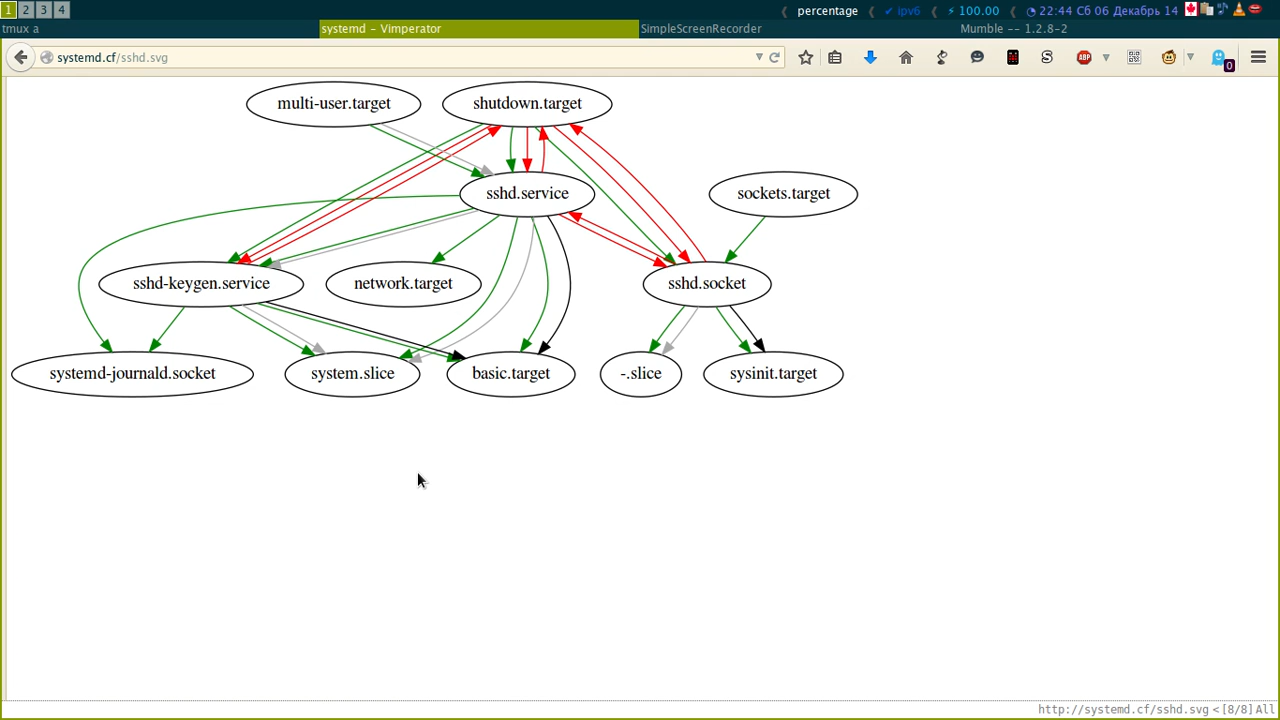 1 2 3 4
percentage ✔ ipv6 ⚡ 100.00 22:44 Сб 06 Декабрь 14
tmux a
systemd - Vimperator
SimpleScreenRecorder
Mumble -- 1.2.8-2
systemd.cf/sshd.svg
ABP
0
multi-user.target
shutdown.target
sshd.service
sockets.target
sshd-keygen.service
network.target
sshd.socket
systemd-journald.socket
system.slice
basic.target
-.slice
sysinit.target
http://systemd.cf/sshd.svg <[8/8] All